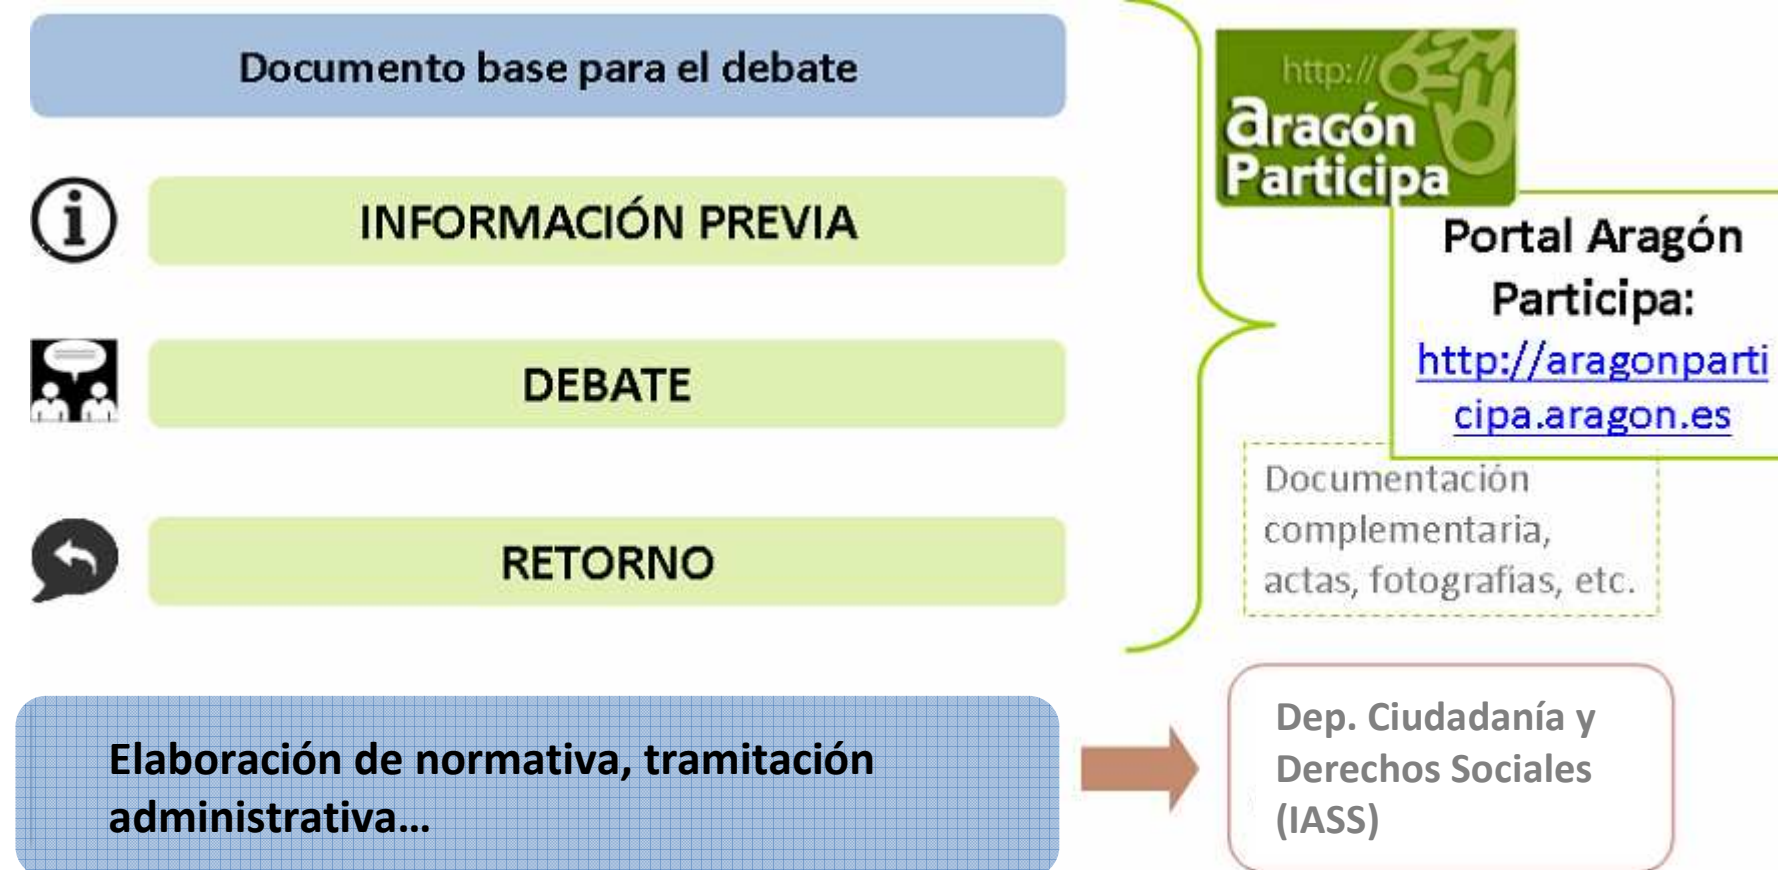 Documento base para el debate
INFORMACIÓN PREVIA
DEBATE
RETORNO
http://
aragón
Participa
Portal Aragón
Participa:
http://aragonparti
cipa.aragon.es
Documentación
complementaria,
actas, fotografías, etc.
Elaboración de normativa, tramitación
administrativa...
Dep. Ciudadanía y
Derechos Sociales
(IASS)